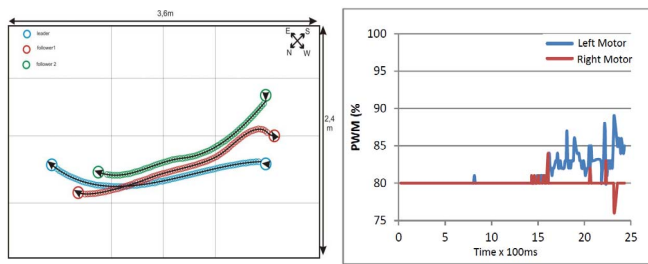 3,6m
leader
follower1
follower 2
E
S
N
W
2,4
m
100
95
90
85
80
75
PWM (%
Left Motor
Right Motor
0
5
10
15
20
25
Time x 100ms